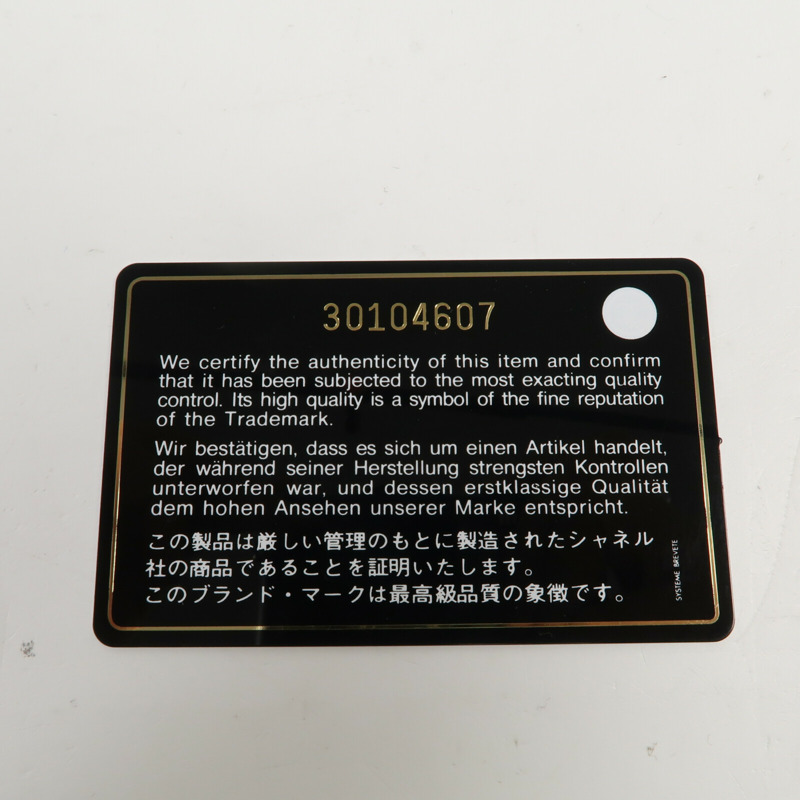 30104607
We certify the authenticity of this item and confirm
that it has been subjected to the most exacting quality
control. Its high quality is a symbol of the fine reputation
of the Trademark.
Wir bestätigen, dass es sich um einen Artikel handelt,
der während seiner Herstellung strengsten Kontrollen
unterworfen war, und dessen erstklassige Qualität
dem hohen Ansehen unserer Marke entspricht.
この製品は厳しい管理のもとに製造されたシャネル
社の商品であることを証明いたします。
このブランド・マークは最高級品質の象徴です。
SYSTEME BREVETE